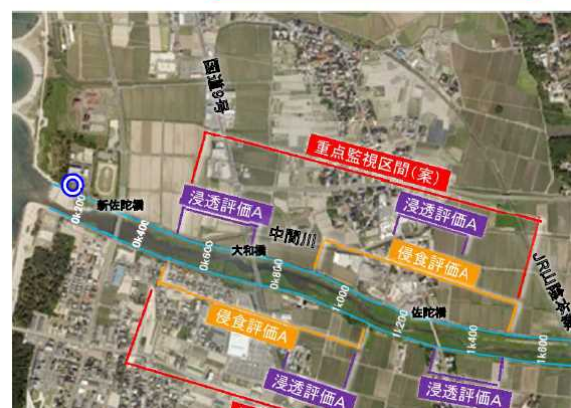 国道9号
重点監視区間(案)
浸透評価A
浸透評価A
新佐陀橋
0k200
0k400
大和橋
中間川
0k600
0k800
侵食評価A
JR山陰本線
侵食評価A
1k000
佐陀橋
1k200
1k400
1k600
浸透評価A
浸透評価A